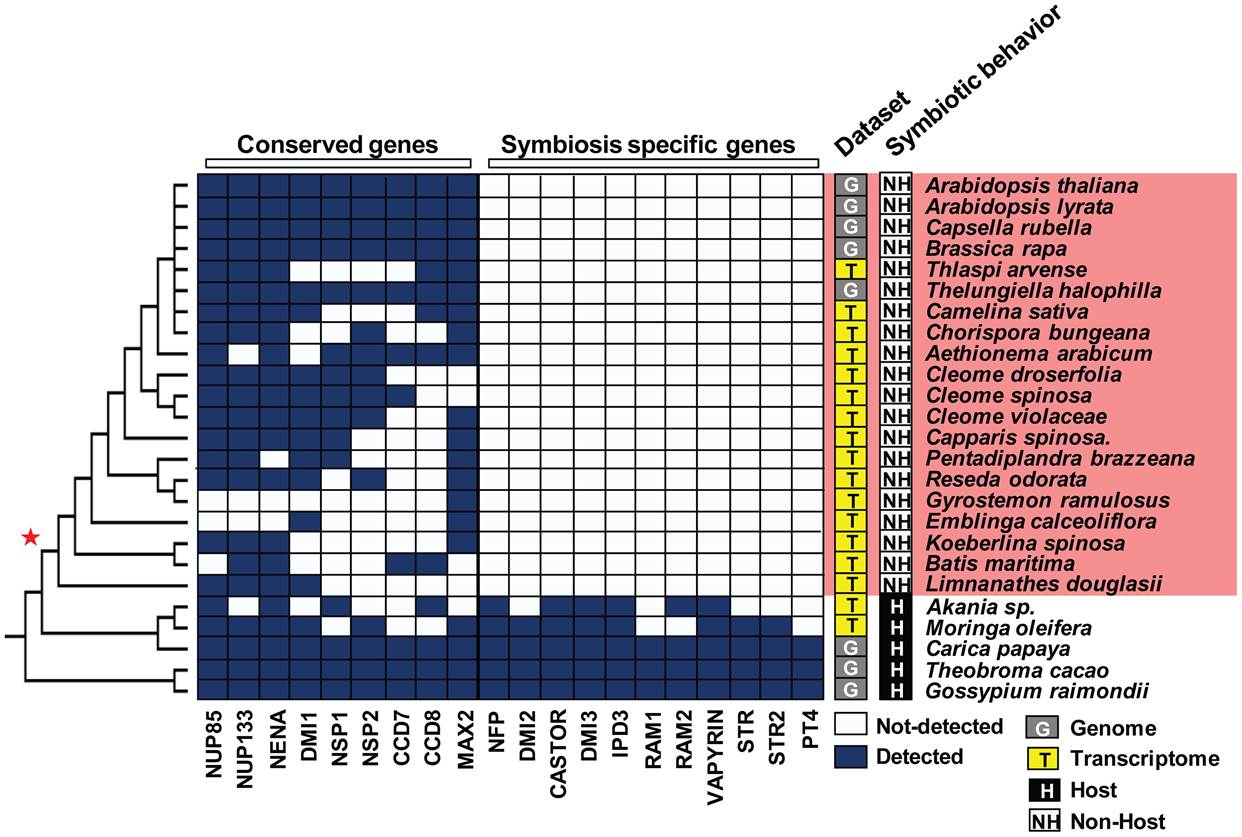 Dataset
Symbiotic behavior
Conserved genes
Symbiosis specific genes
G NH Arabidopsis thaliana
G NH Arabidopsis lyrata
G NH Capsella rubella
G NH Brassica rapa
T NH Thlaspi arvense
G NH Thelungiella halophilla
T NH Camelina sativa
T NH Chorispora bungeana
T NH Aethionema arabicum
T NH Cleome droserfolia
T NH Cleome spinosa
T NH Cleome violaceae
T NH Capparis spinosa.
T NH Pentadiplandra brazzeana
T NH Reseda odorata
T NH Gyrostemon ramulosus
T NH Emblinga calceoliflora
T NH Koeberlina spinosa
T NH Batis maritima
T NH Limnanathes douglasii
T H Akania sp.
T H Moringa oleifera
G H Carica papaya
G H Theobroma cacao
G H Gossypium raimondii
NUP85
NUP133
NENA
DMI1
NSP1
NSP2
CCD7
CCD8
MAX2
NFP
DMI2
CASTOR
DMI3
IPD3
RAM1
RAM2
VAPYRIN
STR
STR2
PT4
Not-detected
Detected
G Genome
T Transcriptome
H Host
NH Non-Host